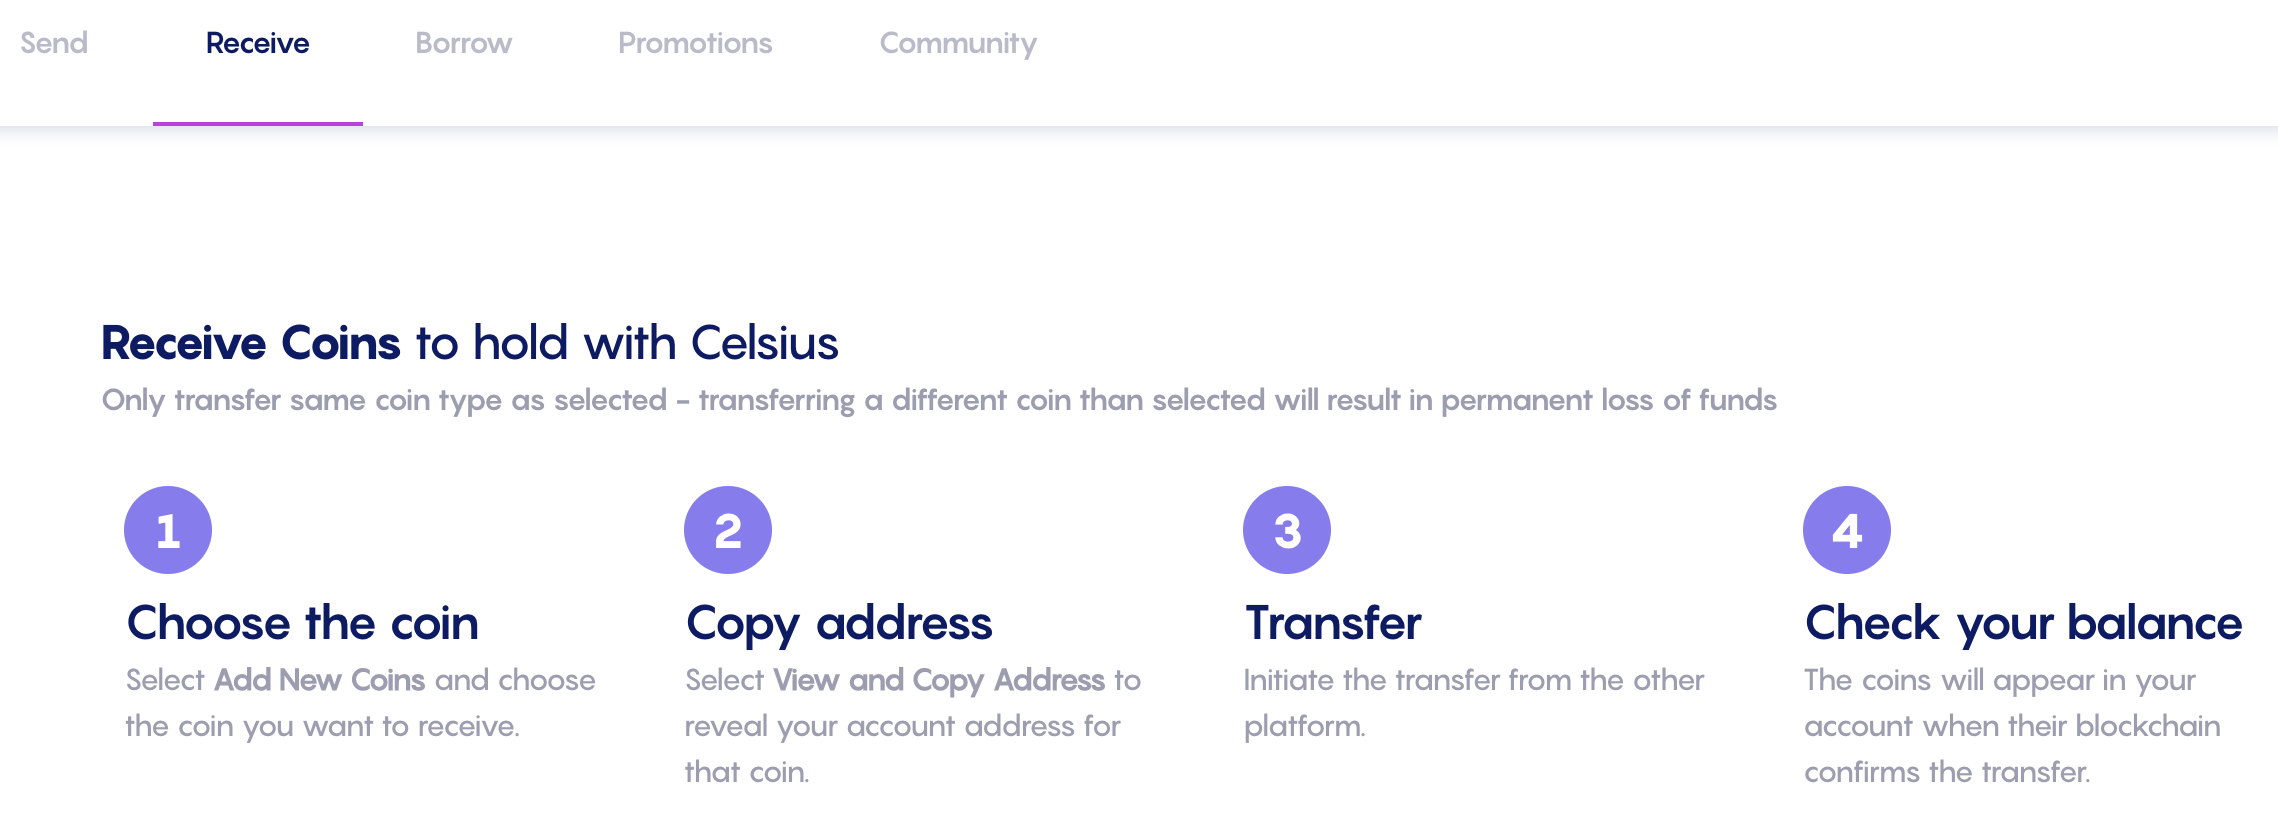 Send Receive Borrow Promotions Community
Receive Coins to hold with Celsius
Only transfer same coin type as selected - transferring a different coin than selected will result in permanent loss of funds
1
Choose the coin
Select Add New Coins and choose
the coin you want to receive.
2
Copy address
Select View and Copy Address to
reveal your account address for
that coin.
3
Transfer
Initiate the transfer from the other
platform.
4
Check your balance
The coins will appear in your
account when their blockchain
confirms the transfer.